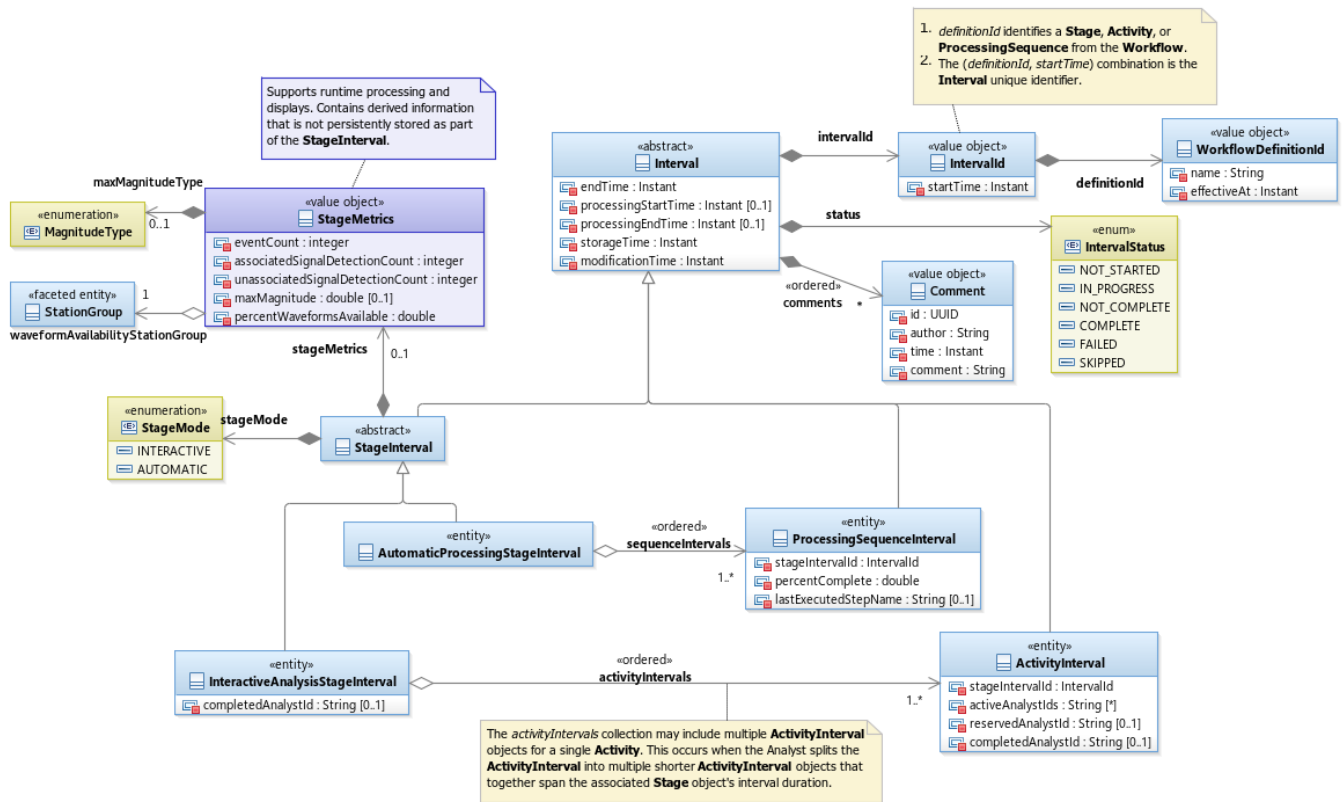 1. definitionId identifies a Stage, Activity, or
ProcessingSequence from the Workflow.
2. The (definitionId, startTime) combination is the
Interval unique identifier.
Supports runtime processing and
displays. Contains derived information
that is not persistently stored as part
of the StageInterval.
«abstract»
Interval
endTime : Instant
processingStartTime : Instant [0..1]
processingEndTime : Instant [0..1]
storageTime : Instant
modificationTime : Instant
intervalId
«value object»
IntervalId
startTime : Instant
definitionId
«value object»
WorkflowDefinitionId
name : String
effectiveAt : Instant
maxMagnitudeType
0..1
«enumeration»
MagnitudeType
«value object»
StageMetrics
eventCount : integer
associatedSignalDetectionCount : integer
unassociatedSignalDetectionCount : integer
maxMagnitude : double [0..1]
percentWaveformsAvailable : double
status
«enum»
IntervalStatus
NOT_STARTED
IN_PROGRESS
NOT_COMPLETE
COMPLETE
FAILED
SKIPPED
«ordered»
comments
*
«value object»
Comment
id : UUID
author : String
time : Instant
comment : String
«faceted entity»
StationGroup
1
waveformAvailabilityStationGroup
stageMetrics
0..1
«enumeration»
StageMode
INTERACTIVE
AUTOMATIC
stageMode
«abstract»
StageInterval
«entity»
AutomaticProcessingStageInterval
«ordered»
sequenceIntervals
1..*
«entity»
ProcessingSequenceInterval
stageIntervalId : IntervalId
percentComplete : double
lastExecutedStepName : String [0..1]
«entity»
InteractiveAnalysisStageInterval
completedAnalystId : String [0..1]
«ordered»
activityIntervals
1..*
«entity»
ActivityInterval
stageIntervalId : IntervalId
activeAnalystIds : String [*]
reservedAnalystId : String [0..1]
completedAnalystId : String [0..1]
The activityIntervals collection may include multiple ActivityInterval
objects for a single Activity. This occurs when the Analyst splits the
ActivityInterval into multiple shorter ActivityInterval objects that
together span the associated Stage object's interval duration.